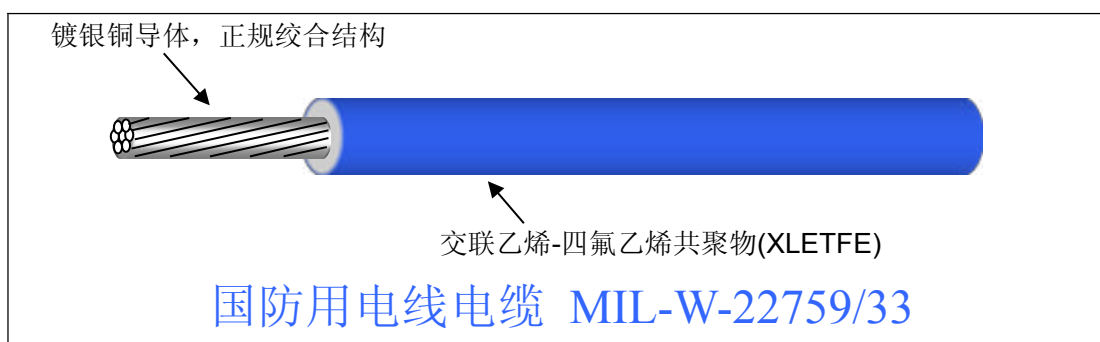 镀银铜导体，正规绞合结构
交联乙烯-四氟乙烯共聚物(XLETFE)
国防用电线电缆 MIL-W-22759/33